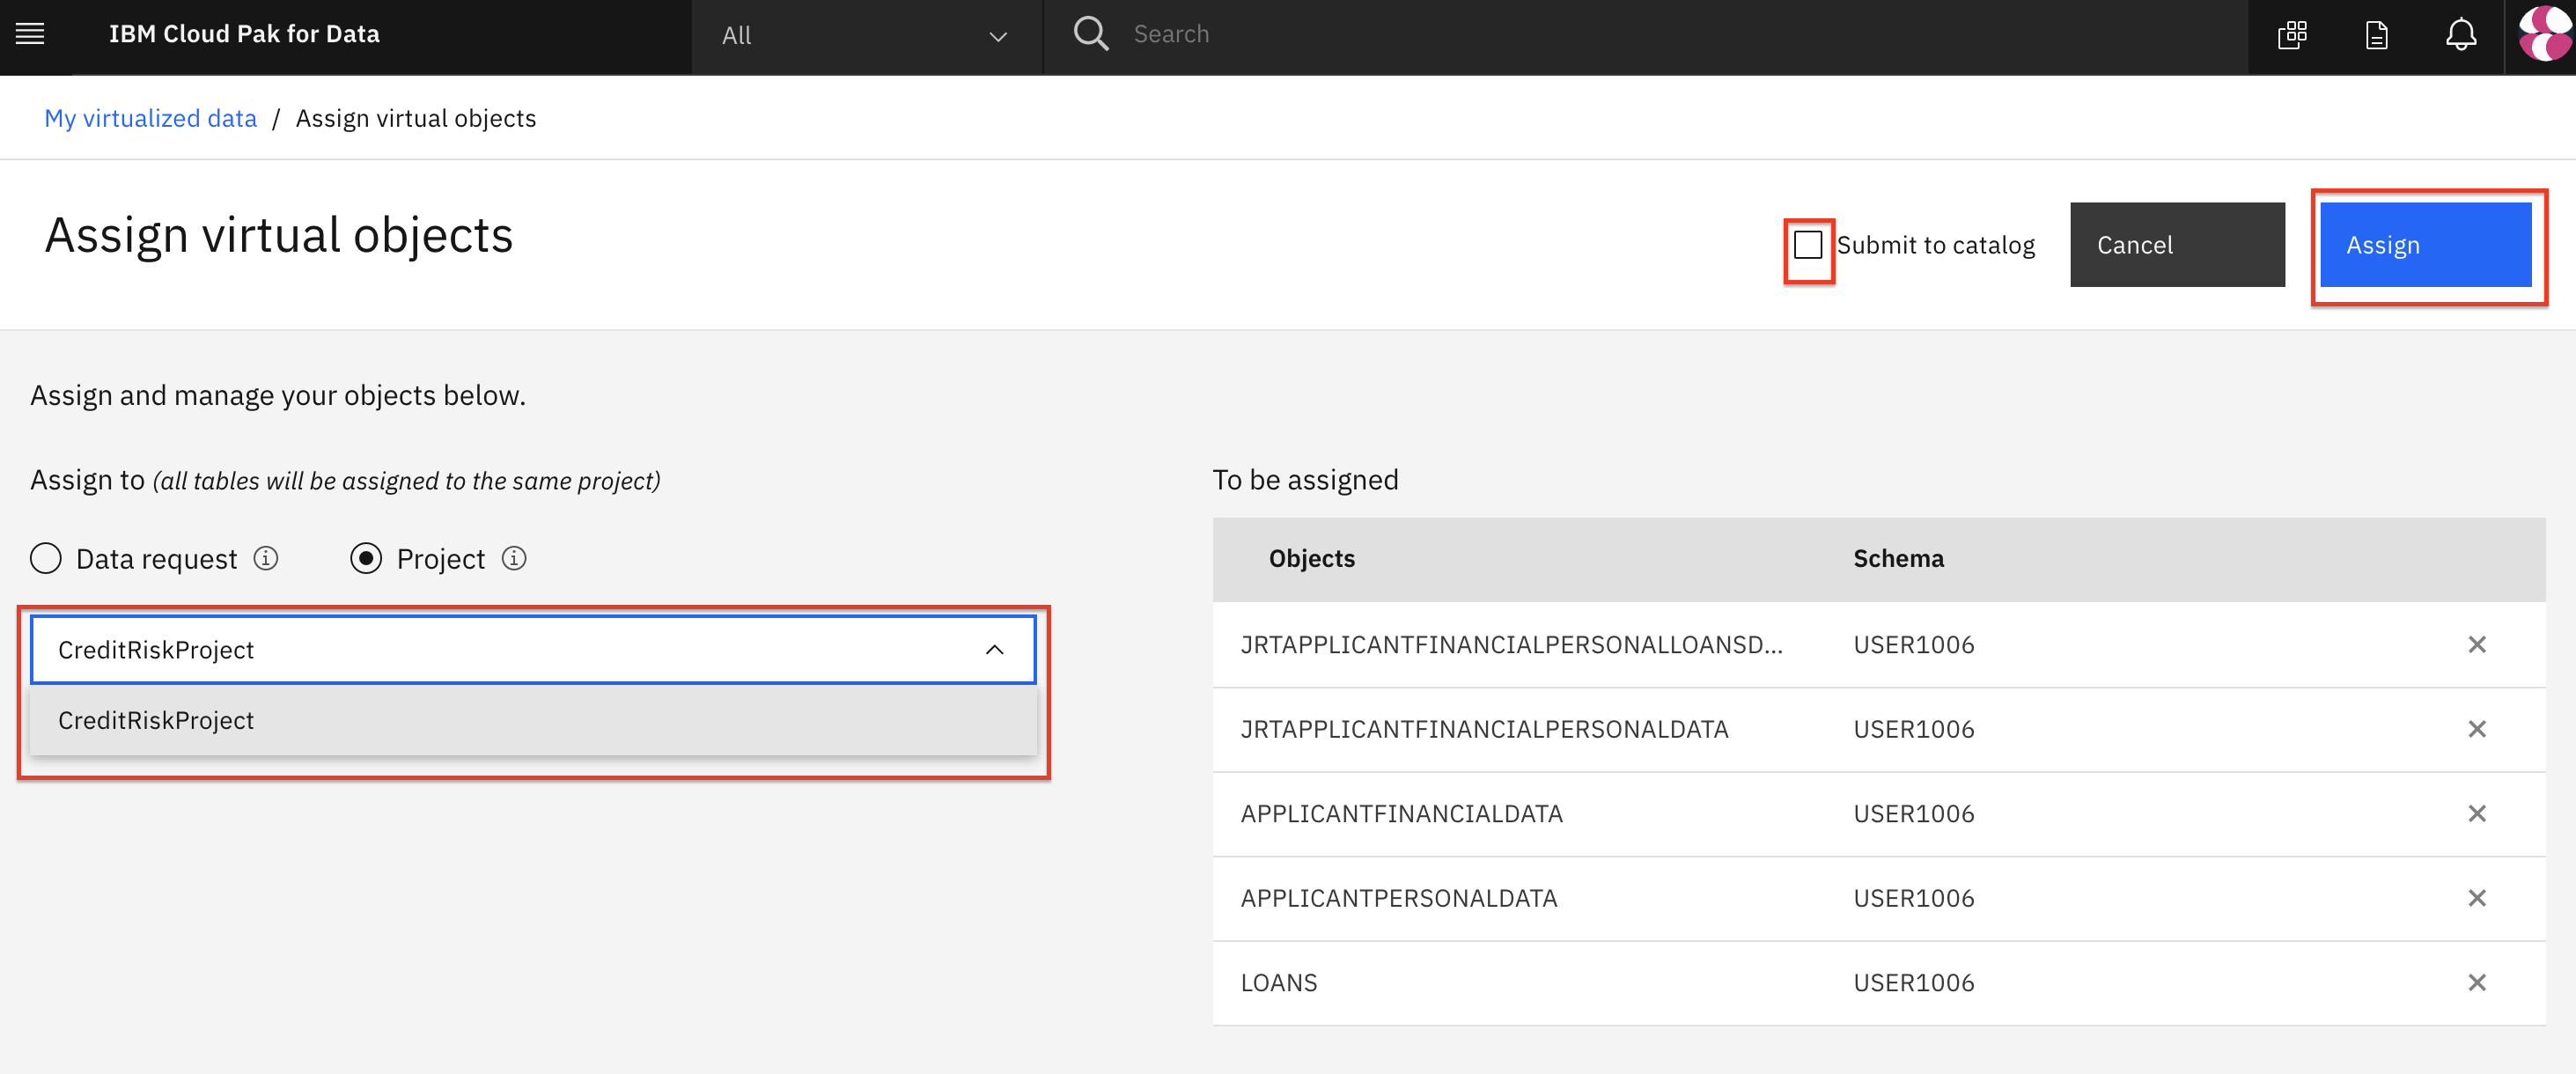 IBM Cloud Pak for Data
All
Search
My virtualized data / Assign virtual objects
Assign virtual objects
Submit to catalog
Cancel
Assign
Assign and manage your objects below.
Assign to (all tables will be assigned to the same project)
Data request
Project
CreditRiskProject
CreditRiskProject
To be assigned
Objects Schema
JRTAPPLICANTFINANCIALPERSONALLOANSD... USER1006
JRTAPPLICANTFINANCIALPERSONALDATA USER1006
APPLICANTFINANCIALDATA USER1006
APPLICANTPERSONALDATA USER1006
LOANS USER1006